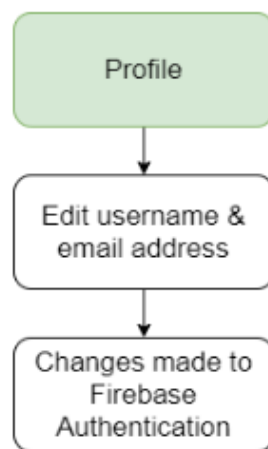 Profile
Edit username &
email address
Changes made to
Firebase
Authentication